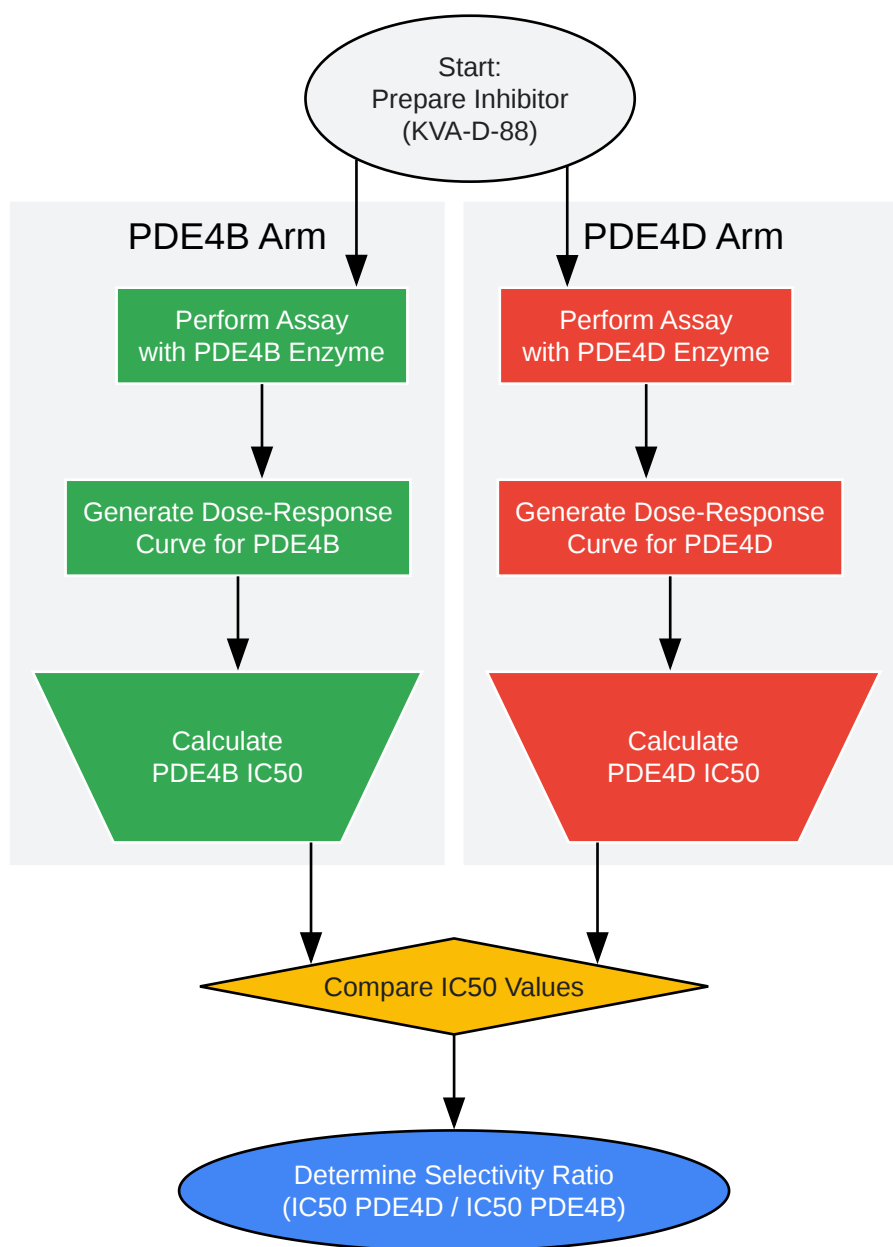 Start:
Prepare Inhibitor
(KVA-D-88)
PDE4B Arm
Perform Assay
with PDE4B Enzyme
Generate Dose-Response
Curve for PDE4B
Calculate
PDE4B IC50
PDE4D Arm
Perform Assay
with PDE4D Enzyme
Generate Dose-Response
Curve for PDE4D
Calculate
PDE4D IC50
Compare IC50 Values
Determine Selectivity Ratio
(IC50 PDE4D / IC50 PDE4B)